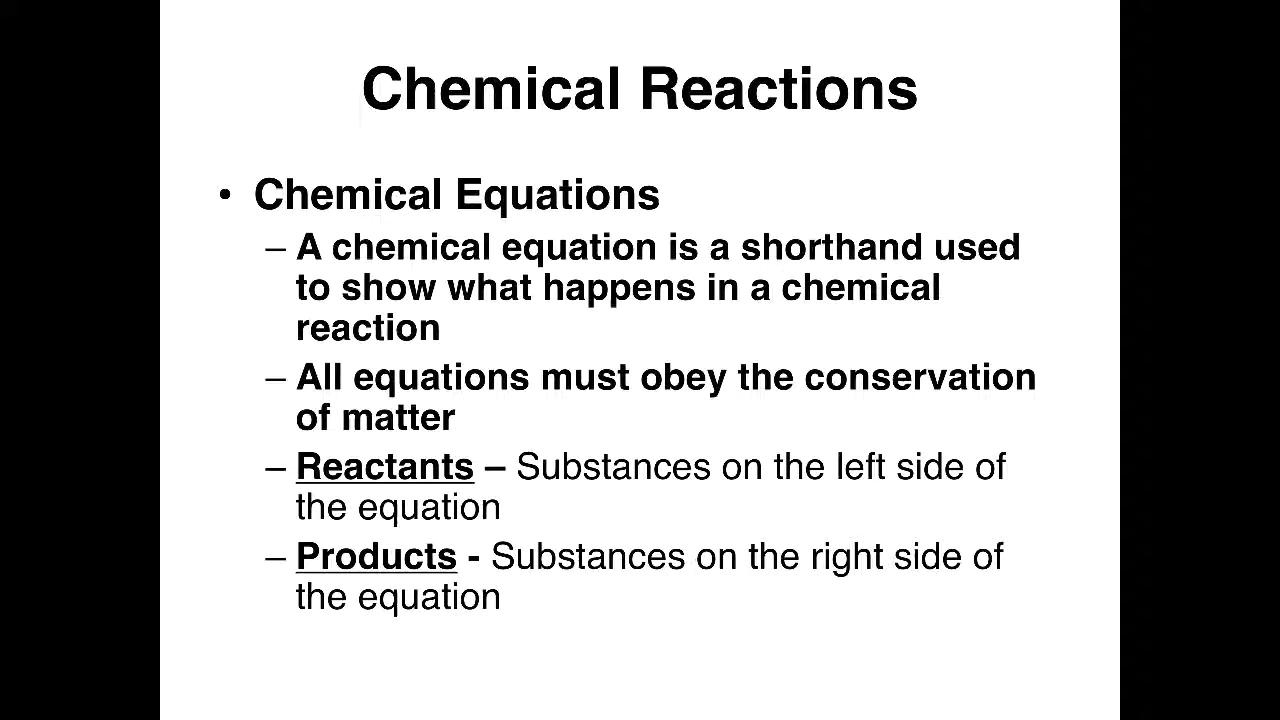 Chemical Reactions
• Chemical Equations
– A chemical equation is a shorthand used
to show what happens in a chemical
reaction
– All equations must obey the conservation
of matter
– Reactants – Substances on the left side of
the equation
– Products - Substances on the right side of
the equation